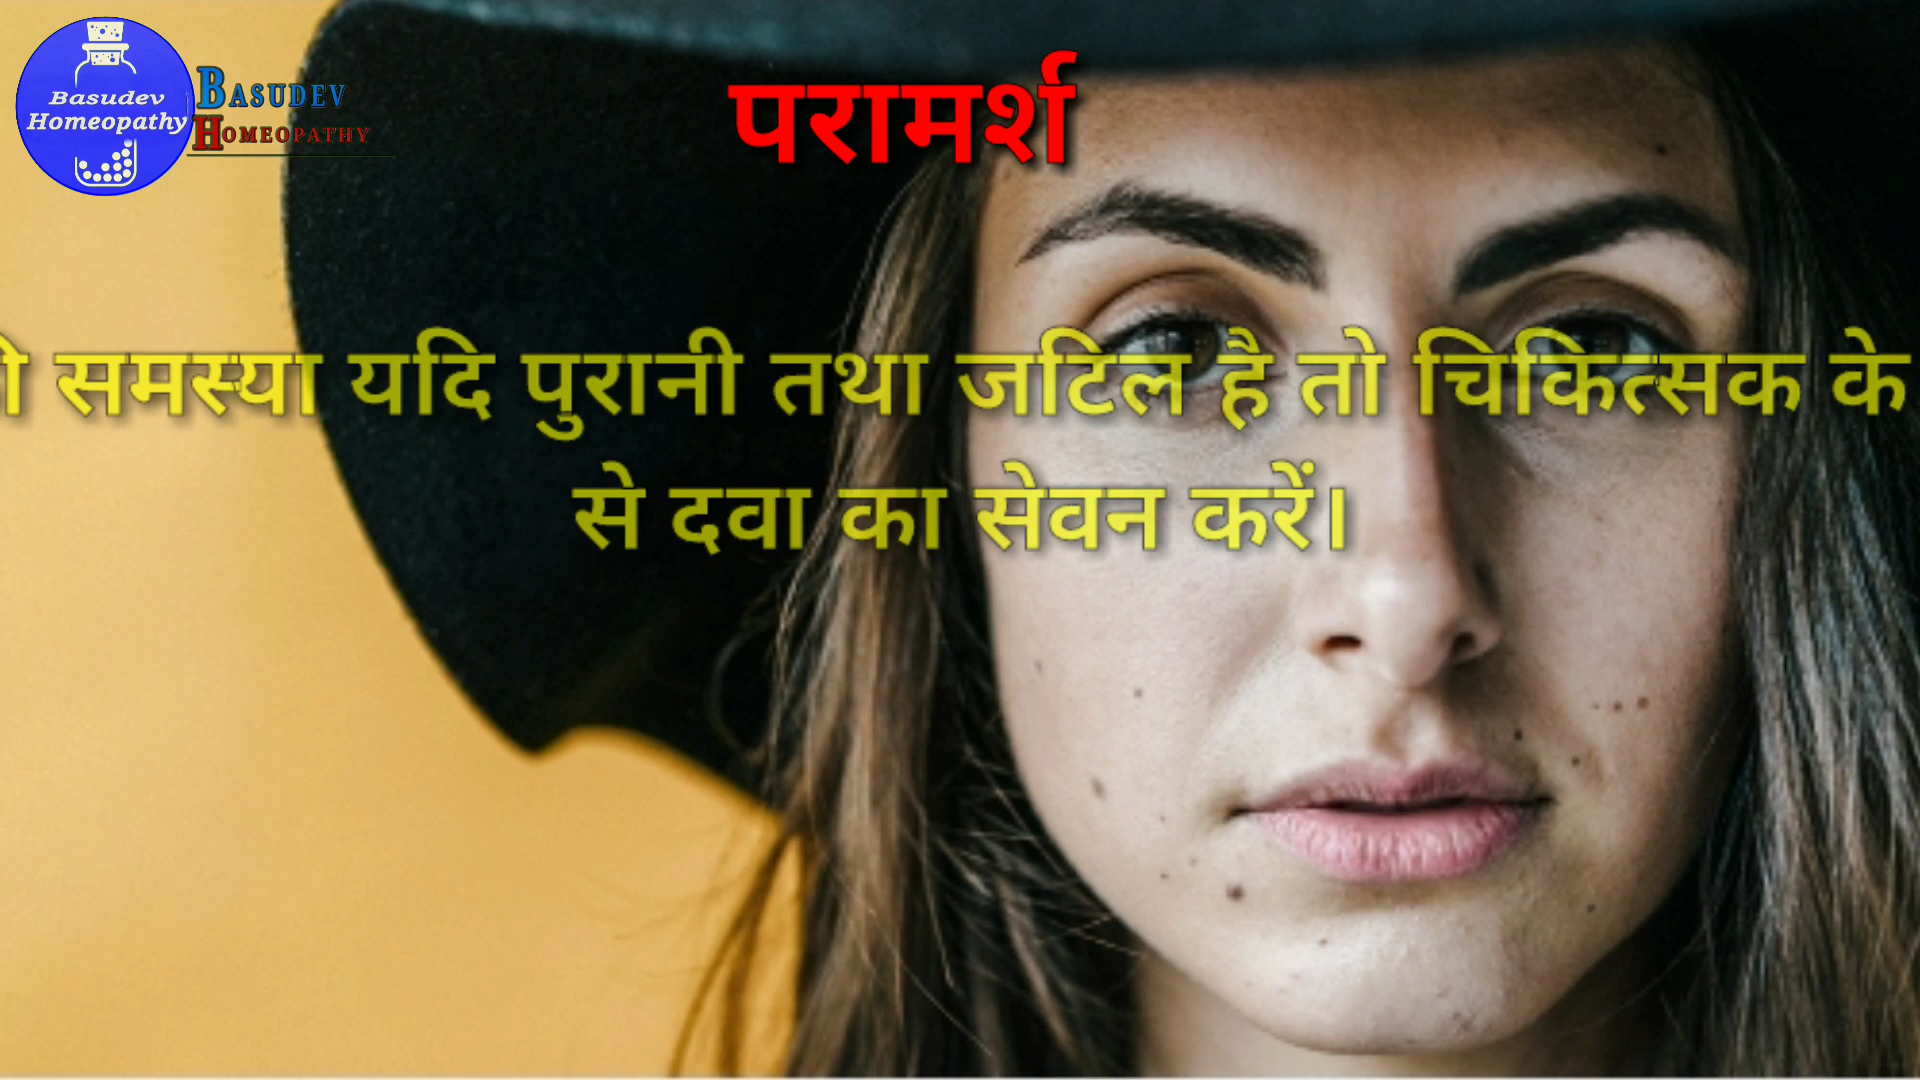 Basudev
Homeopathy
BASUDEV
HOMEOPATHY
परामर्श
समस्या यदि पुरानी तथा जटिल है तो चिकित्सक के
से दवा का सेवन करें।